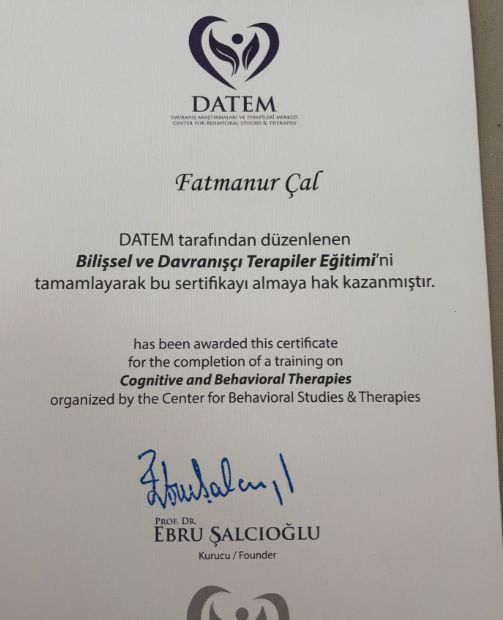 DATEM
DAVRANIŞ ARAŞTIRMALARI VE TERAPİLERİ MERKEZİ
CENTER FOR BEHAVIORAL STUDIES & THERAPIES
Fatmanur Çal
DATEM tarafından düzenlenen
Bilişsel ve Davranışçı Terapiler Eğitimi’ni
tamamlayarak bu sertifikayı almaya hak kazanmıştır.
has been awarded this certificate
for the completion of a training on
Cognitive and Behavioral Therapies
organized by the Center for Behavioral Studies & Therapies
PROF. DR.
EBRU ŞALCIOĞLU
Kurucu / Founder